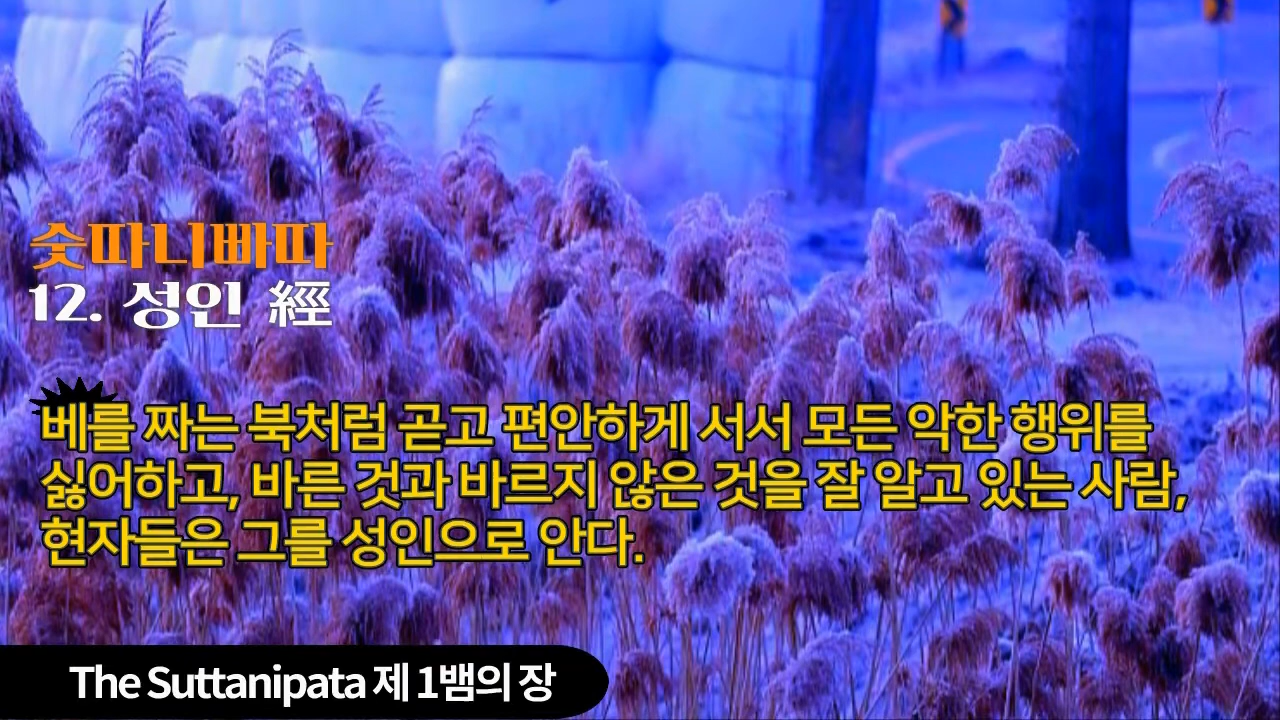 숫따니빠따
12. 성인 經
베를 짜는 북처럼 곧고 편안하게 서서 모든 악한 행위를
싫어하고, 바른 것과 바르지 않은 것을 잘 알고 있는 사람,
현자들은 그를 성인으로 안다.
The Suttanipata 제 1뱀의 장